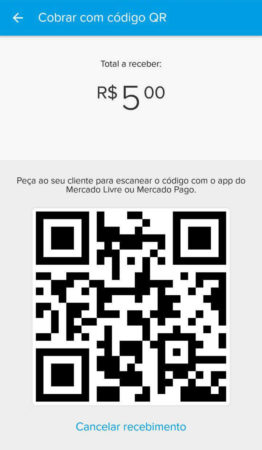 Cobrar com código QR
Total a receber:
R$ 5 00
Peça ao seu cliente para escanear o código com o app do
Mercado Livre ou Mercado Pago.
Cancelar recebimento